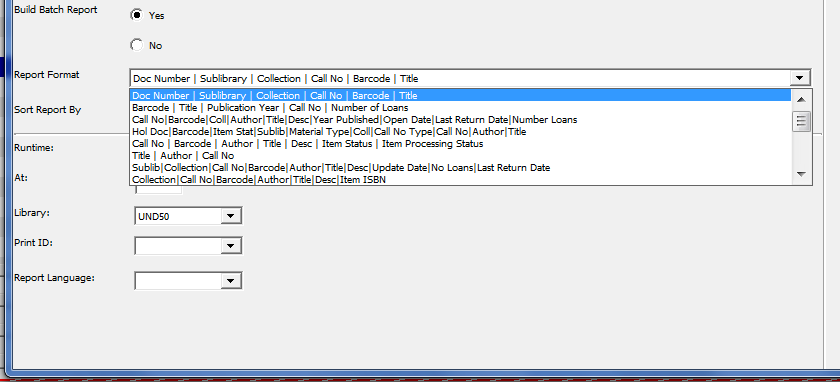 Build Batch Report
Yes
No
Report Format
Doc Number | Sublibrary | Collection | Call No | Barcode | Title
Doc Number | Sublibrary | Collection | Call No | Barcode | Title
Barcode | Title | Publication Year | Call No | Number of Loans
Sort Report By
Call No|Barcode|Coll|Author|Title|Desc|Year Published|Open Date|Last Return Date|Number Loans
Hol Doc|Barcode|Item Stat|Sublib|Material Type|Coll|Call No Type|Call No|Author|Title
Call No | Barcode | Author | Title | Desc | Item Status | Item Processing Status
Runtime:
Title | Author | Call No
Sublib|Collection|Call No|Barcode|Author|Title|Desc|Update Date|No Loans|Last Return Date
At:
Collection|Call No|Barcode|Author|Title|Desc|Item ISBN
Library:
UND50
Print ID:
Report Language: